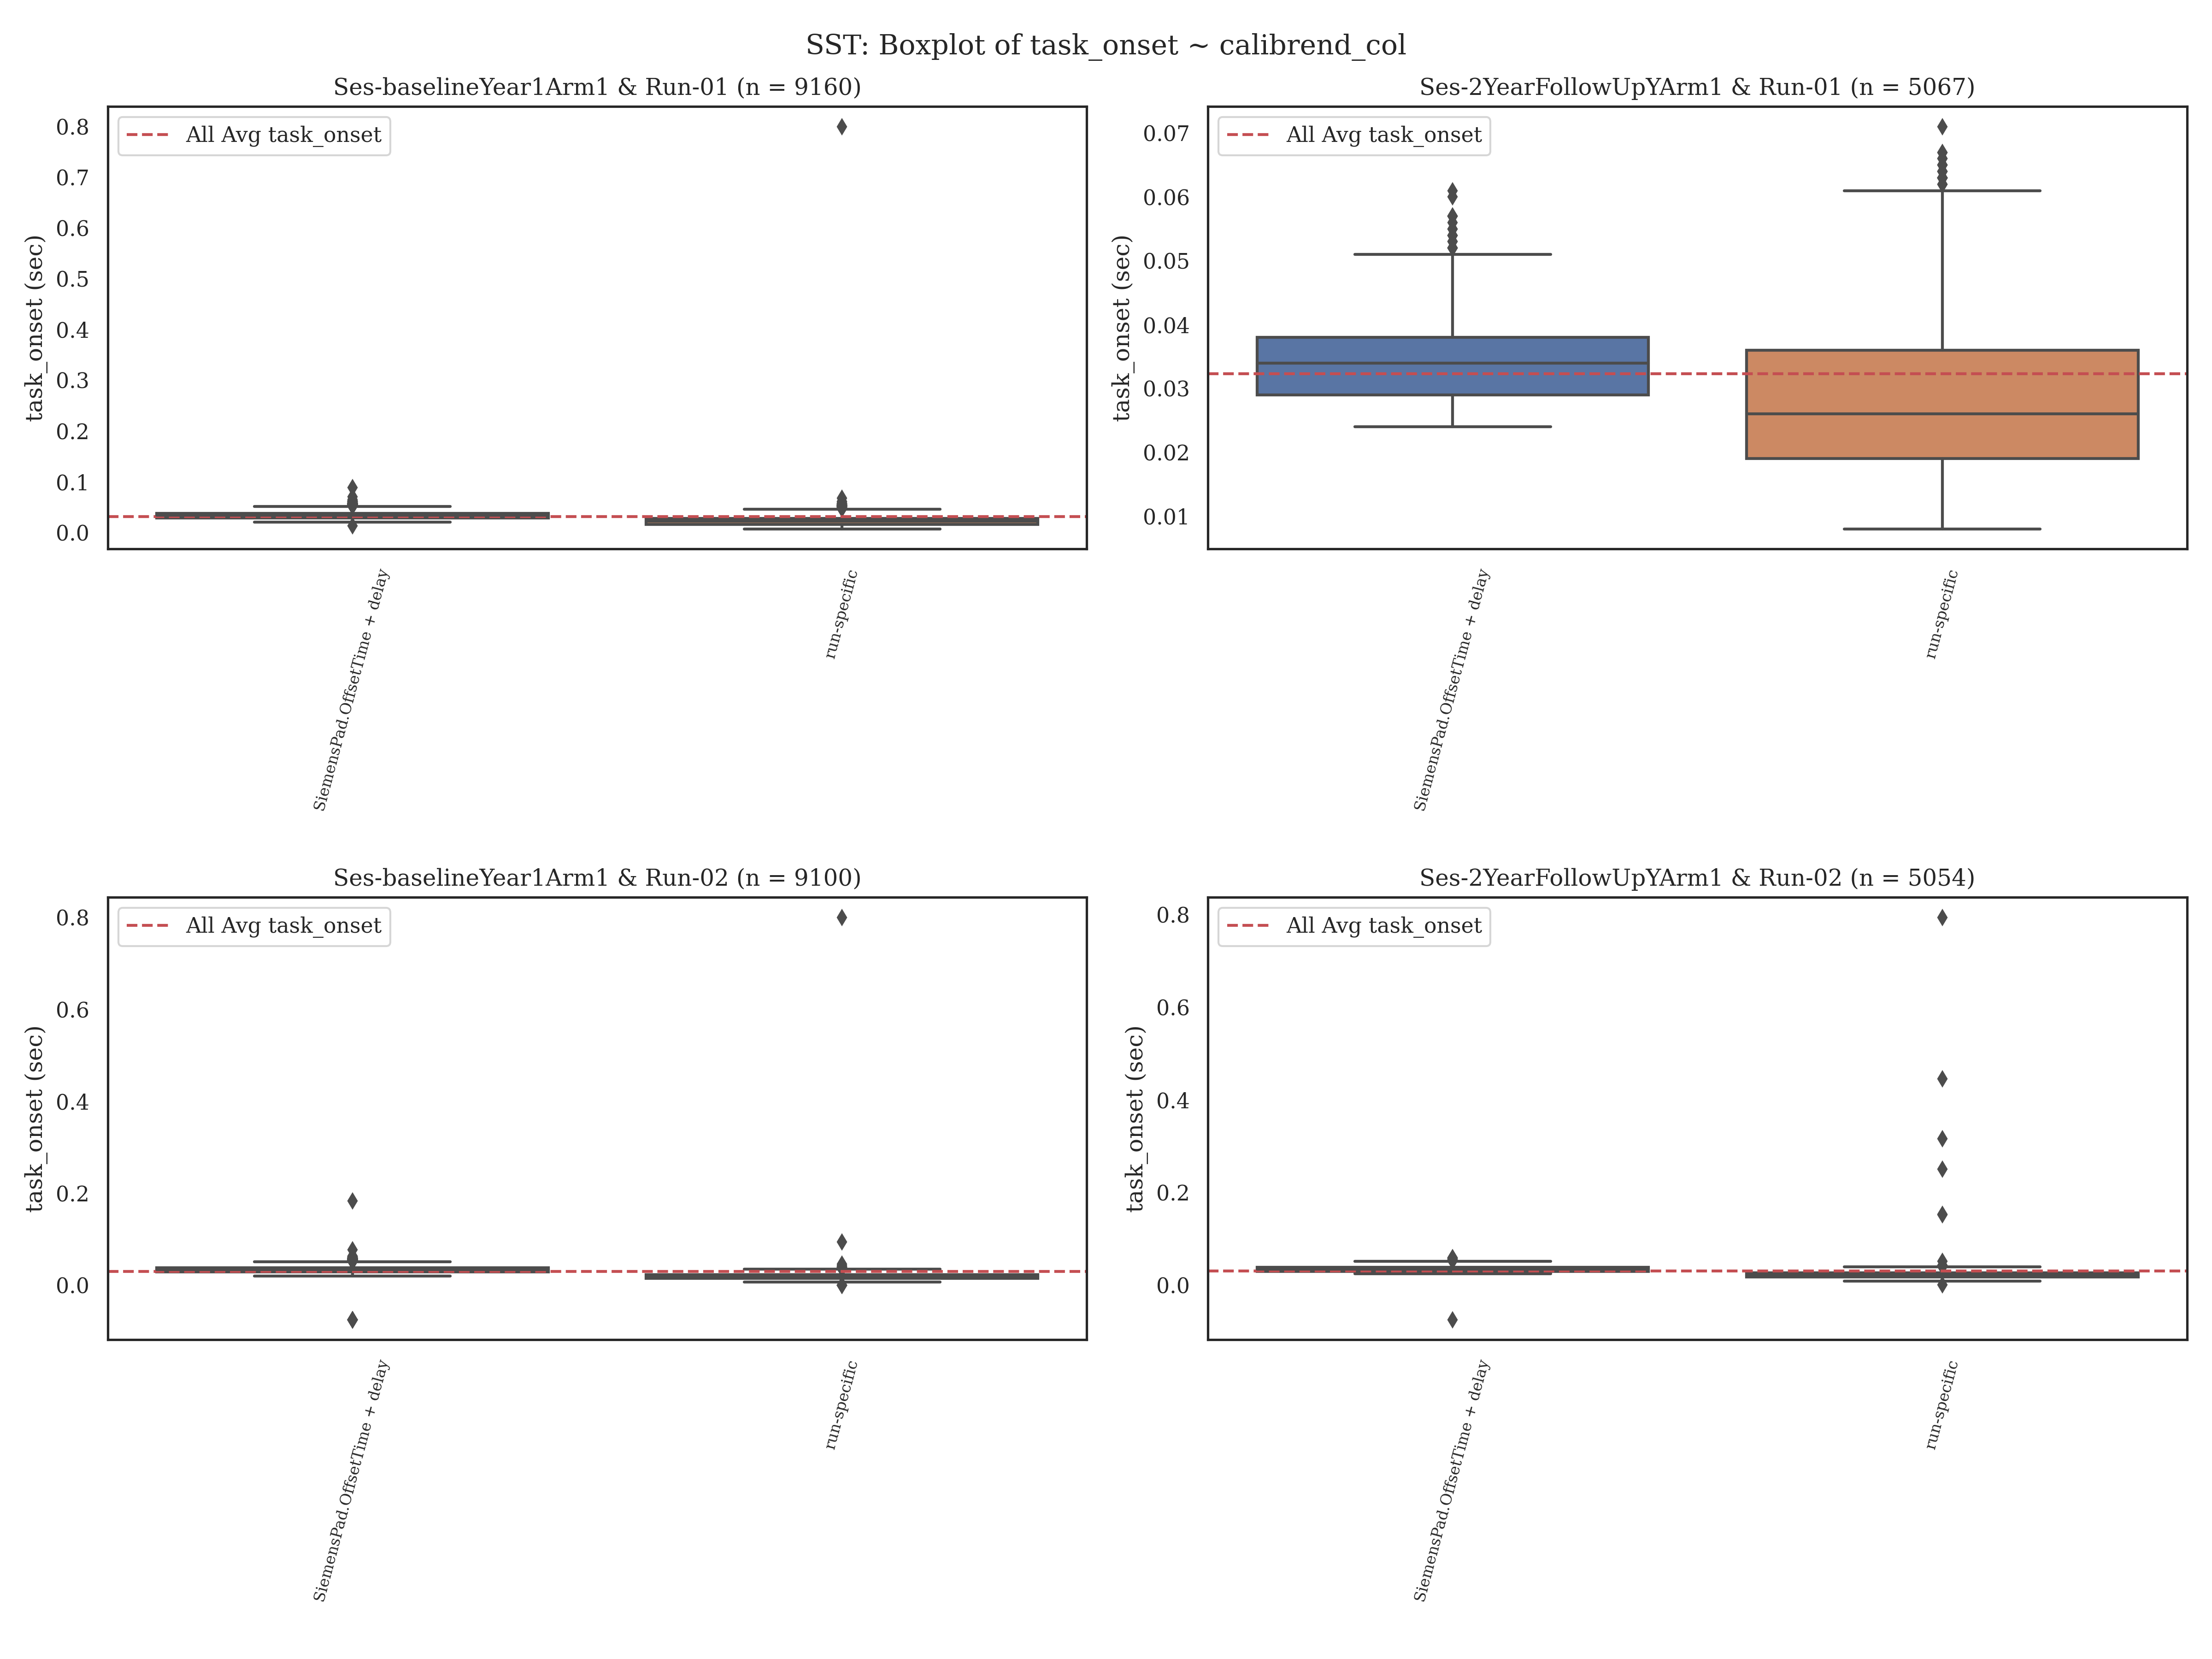 SST: Boxplot of task_onset ~ calibrend_col
Ses-baselineYear1Arm1 & Run-01 (n = 9160)
All Avg task_onset
task_onset (sec)
0.8
0.7
0.6
0.5
0.4
0.3
0.2
0.1
0.0
SiemensPad.OffsetTime + delay
run-specific
Ses-2YearFollowUpYArm1 & Run-01 (n = 5067)
All Avg task_onset
task_onset (sec)
0.07
0.06
0.05
0.04
0.03
0.02
0.01
SiemensPad.OffsetTime + delay
run-specific
Ses-baselineYear1Arm1 & Run-02 (n = 9100)
All Avg task_onset
task_onset (sec)
0.8
0.6
0.4
0.2
0.0
SiemensPad.OffsetTime + delay
run-specific
Ses-2YearFollowUpYArm1 & Run-02 (n = 5054)
All Avg task_onset
task_onset (sec)
0.8
0.6
0.4
0.2
0.0
SiemensPad.OffsetTime + delay
run-specific